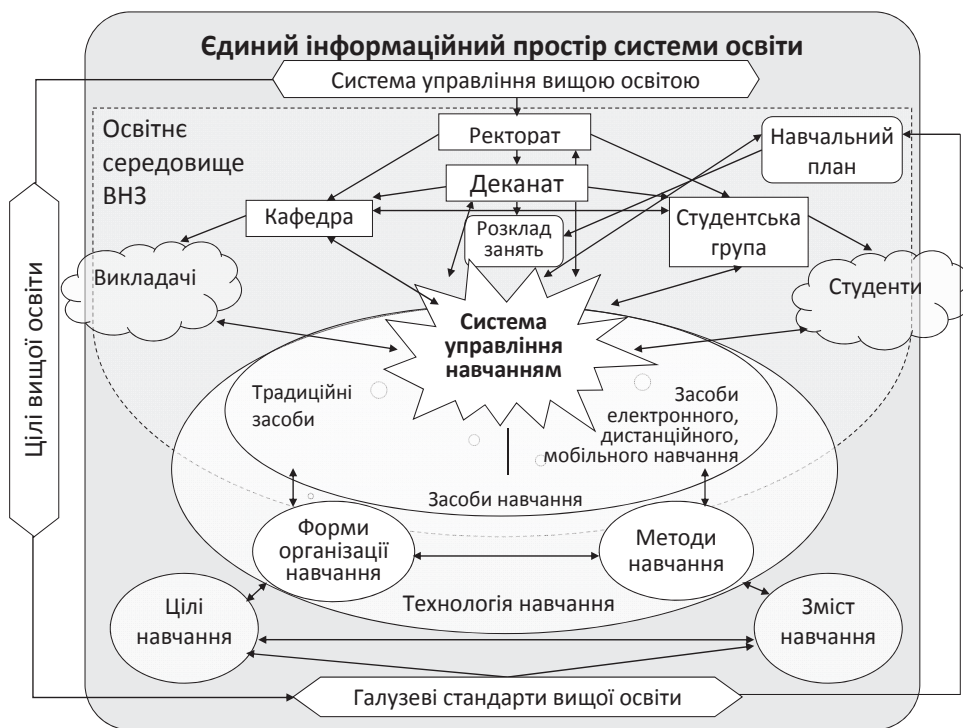 Єдиний інформаційний простір системи освіти
Система управління вищою освітою
Освітнє
середовище
ВНЗ
Ректорат
Навчальний
план
Деканат
Кафедра
Розклад
занять
Студентська
група
Викладачі
Студенти
Цілі вищої освіти
Система
управління
навчанням
Традиційні
засоби
Засоби
електронного,
дистанційного,
мобільного навчання
Засоби навчання
Форми
організації
навчання
Методи
навчання
Технологія навчання
Цілі
навчання
Зміст
навчання
Галузеві стандарти вищої освіти